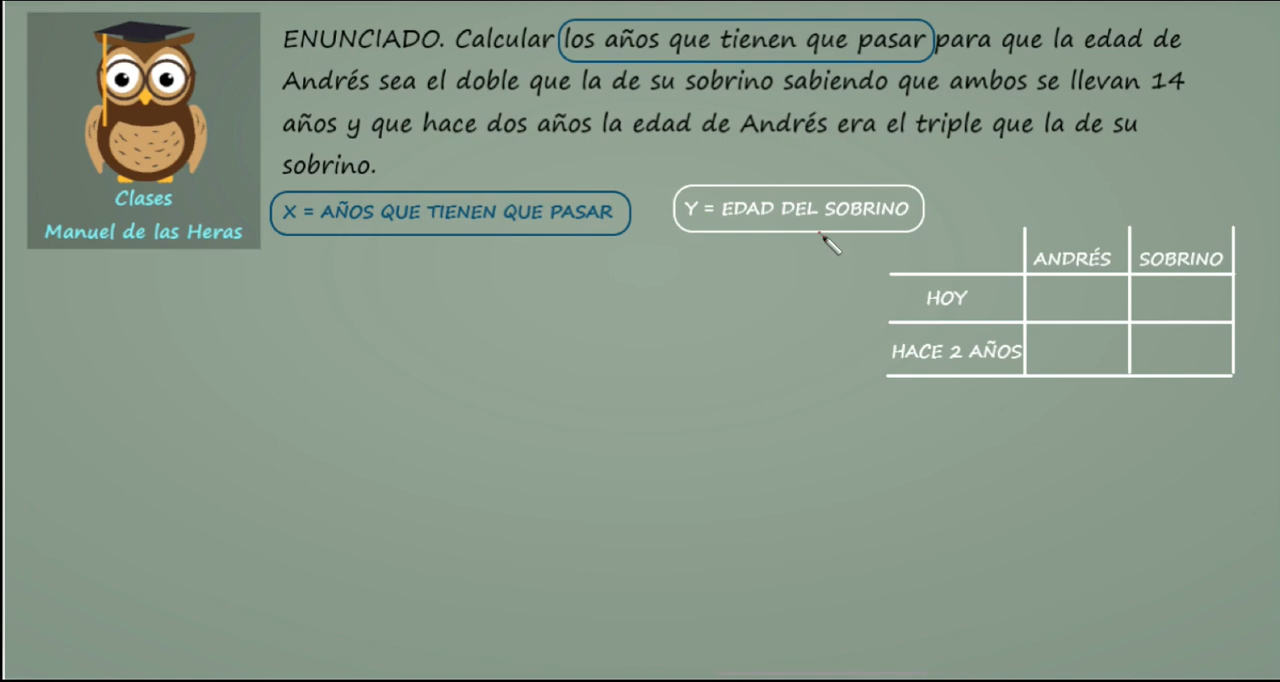 ENUNCIADO. Calcular los años que tienen que pasar para que la edad de
Andrés sea el doble que la de su sobrino sabiendo que ambos se llevan 14
años y que hace dos años la edad de Andrés era el triple que la de su
sobrino.
Clases
Manuel de las Heras
X = AÑOS QUE TIENEN QUE PASAR
Y = EDAD DEL SOBRINO
ANDRÉS SOBRINO
HOY
HACE 2 AÑOS